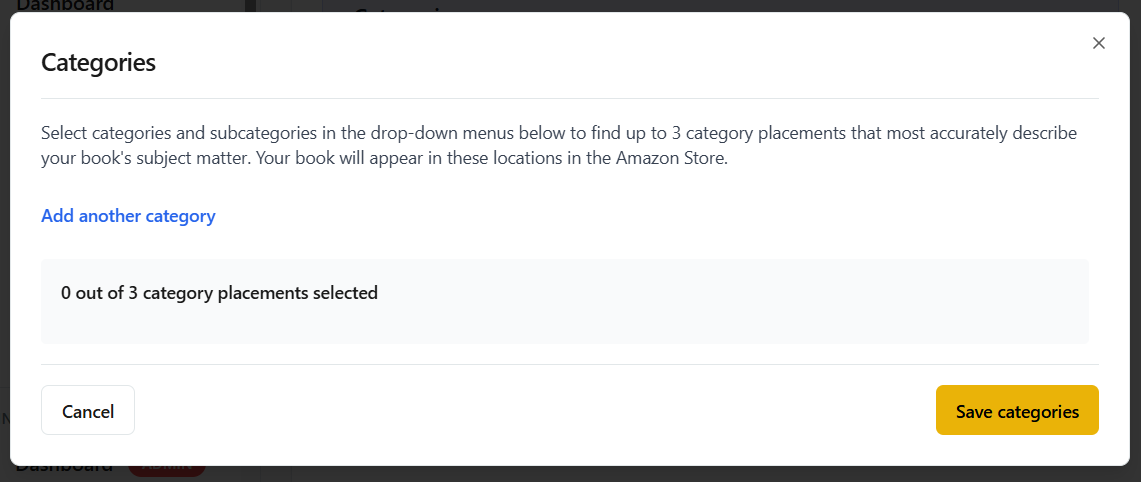 Dashboard
Categories
Select categories and subcategories in the drop-down menus below to find up to 3 category placements that most accurately describe
your book's subject matter. Your book will appear in these locations in the Amazon Store.
Add another category
0 out of 3 category placements selected
Cancel
Save categories
Dashboard